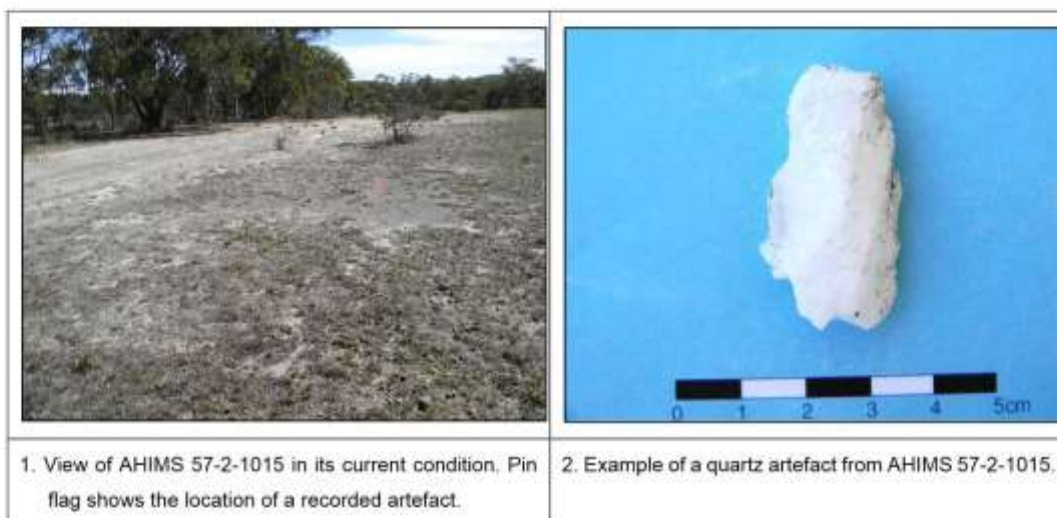 0 1 2 3 4 5cm
1. View of AHIMS 57-2-1015 in its current condition. Pin
flag shows the location of a recorded artefact.
2. Example of a quartz artefact from AHIMS 57-2-1015.